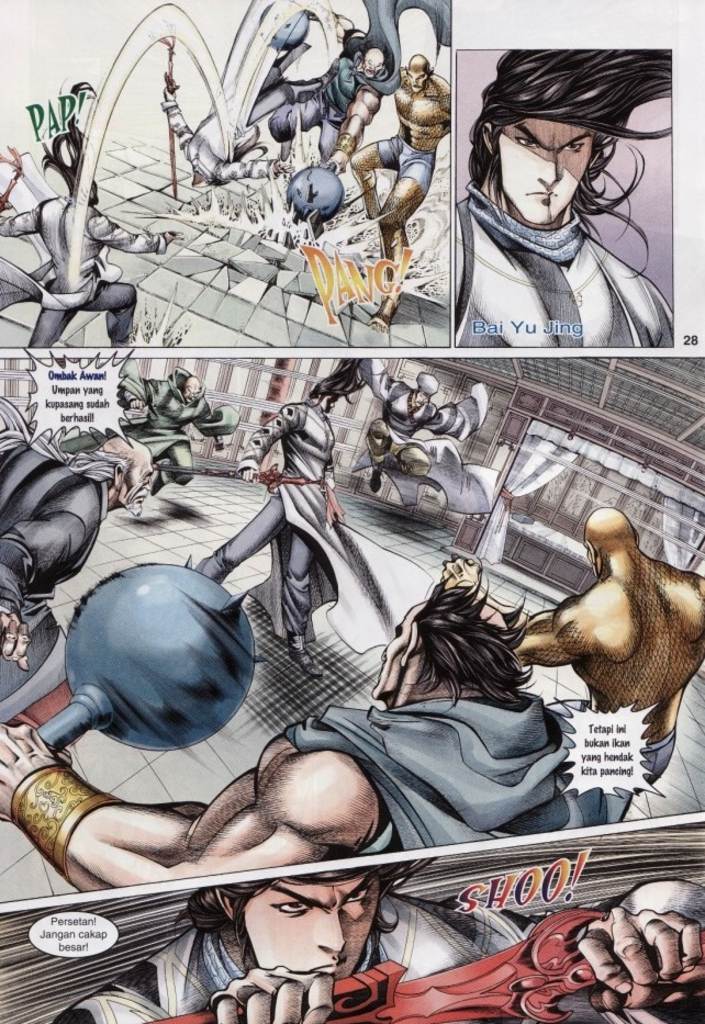 PAP!
PANG!
Bai Yu Jing
28
Ombak Awan!
Umpan yang
kupasang sudah
berhasil!
Tetapi ini
bukan ikan
yang hendak
kita pancing!
SHOO!
Persetan!
Jangan cakap
besar!